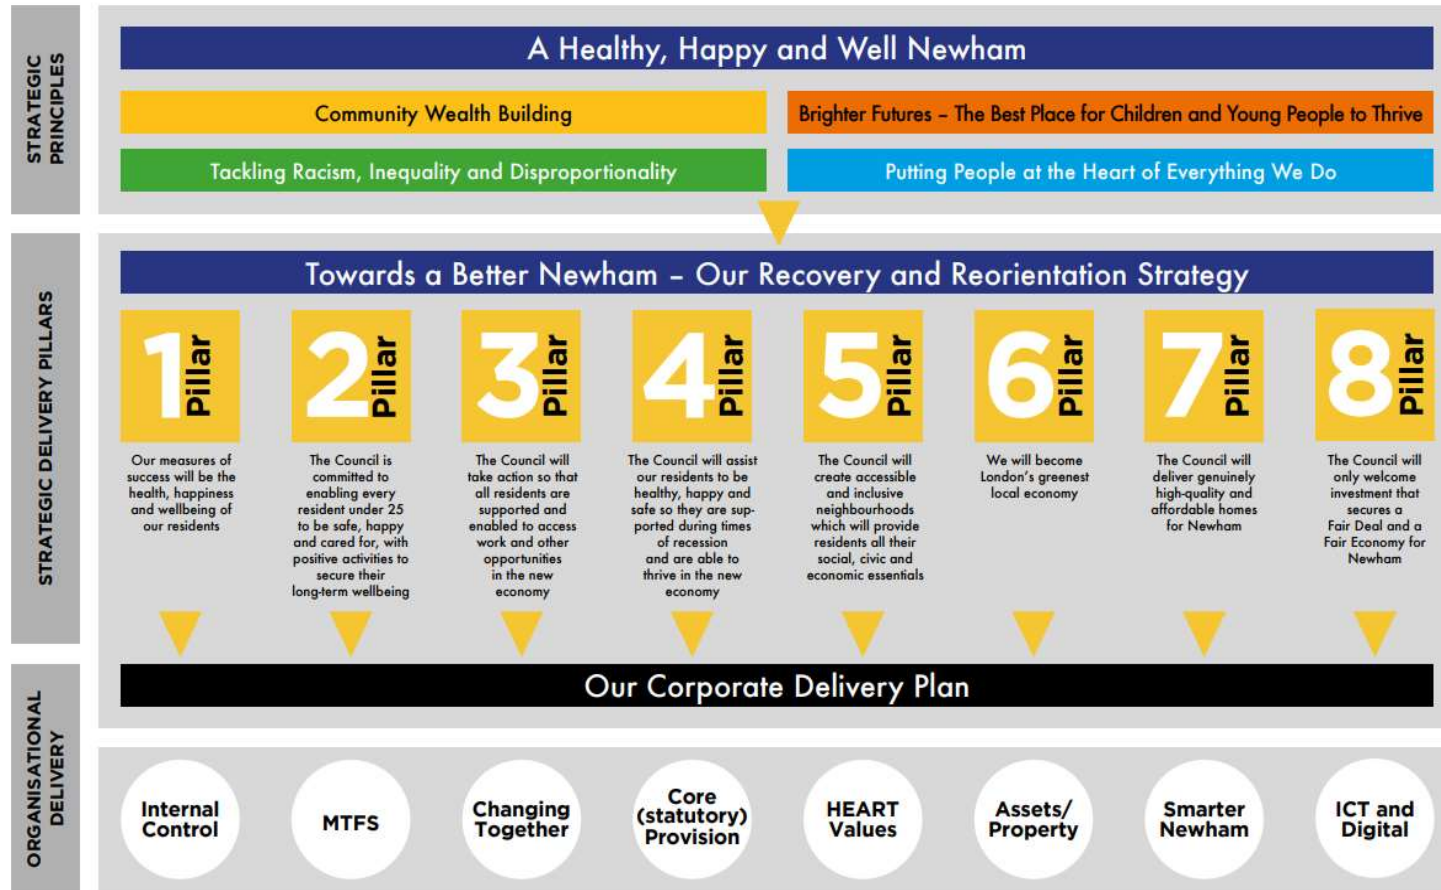 STRATEGIC
PRINCIPLES
A Healthy, Happy and Well Newham
Community Wealth Building
Brighter Futures – The Best Place for Children and Young People to Thrive
Tackling Racism, Inequality and Disproportionality
Putting People at the Heart of Everything We Do
STRATEGIC DELIVERY PILLARS
Towards a Better Newham – Our Recovery and Reorientation Strategy
1 Pillar
Our measures of
success will be the
health, happiness
and wellbeing of
our residents
2 Pillar
The Council is
committed to
enabling every
resident under 25
to be safe, happy
and cared for, with
positive activities to
secure their
long-term wellbeing
3 Pillar
The Council will
take action so that
all residents are
supported and
enabled to access
work and other
opportunities
in the new
economy
4 Pillar
The Council will assist
our residents to be
healthy, happy and
safe so they are sup-
ported during times
of recession
and are able to
thrive in the new
economy
5 Pillar
The Council will
create accessible
and inclusive
neighbourhoods
which will provide
residents all their
social, civic and
economic essentials
6 Pillar
We will become
London's greenest
local economy
7 Pillar
The Council will
deliver genuinely
high-quality and
affordable homes
for Newham
8 Pillar
The Council will
only welcome
investment that
secures a
Fair Deal and a
Fair Economy for
Newham
ORGANISATIONAL
DELIVERY
Our Corporate Delivery Plan
Internal
Control
MTFS
Changing
Together
Core
(statutory)
Provision
HEART
Values
Assets/
Property
Smarter
Newham
ICT and
Digital